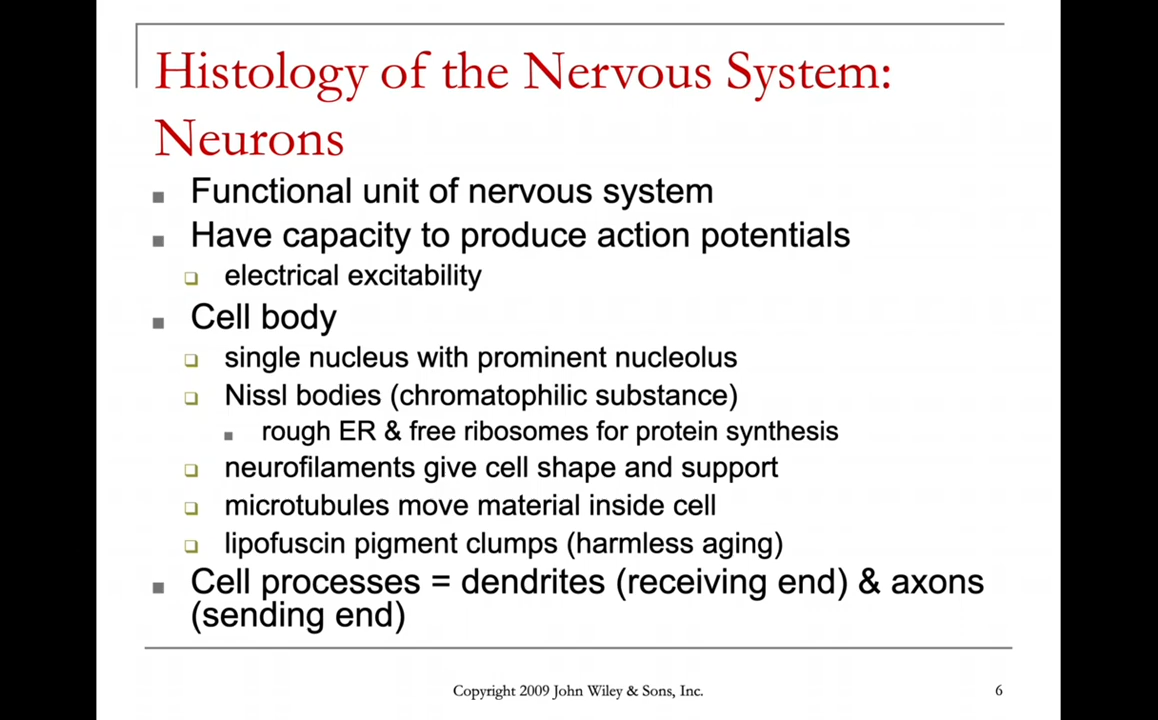 Histology of the Nervous System:
Neurons
Functional unit of nervous system
Have capacity to produce action potentials
electrical excitability
Cell body
single nucleus with prominent nucleolus
Nissl bodies (chromatophilic substance)
rough ER & free ribosomes for protein synthesis
neurofilaments give cell shape and support
microtubules move material inside cell
lipofuscin pigment clumps (harmless aging)
Cell processes = dendrites (receiving end) & axons
(sending end)
Copyright 2009 John Wiley & Sons, Inc.
6